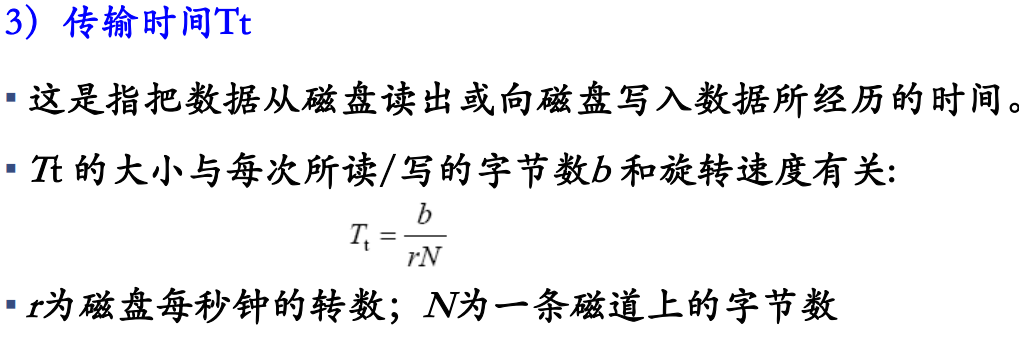 3）传输时间Tt
▪ 这是指把数据从磁盘读出或向磁盘写入数据所经历的时间。
▪ Tt 的大小与每次所读/写的字节数b 和旋转速度有关:
Tt = b/rN
▪ r为磁盘每秒钟的转数；N为一条磁道上的字节数